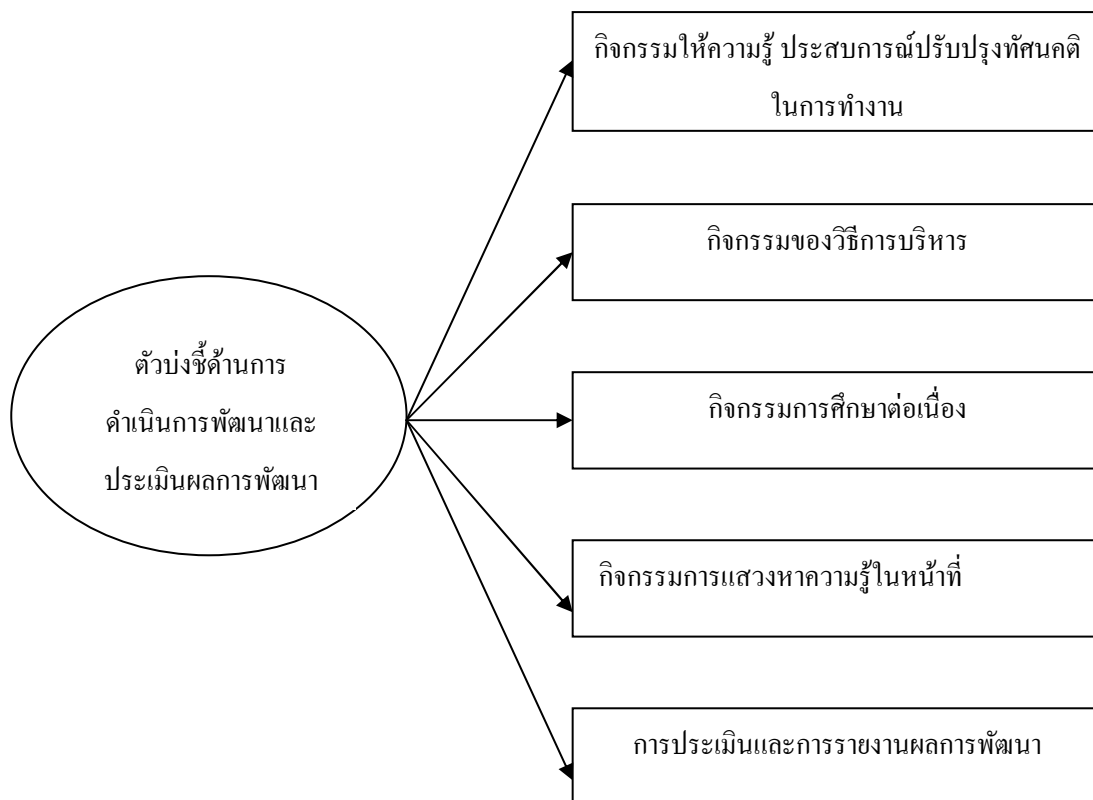 กิจกรรมให้ความรู้ ประสบการณ์ปรับปรุงทัศนคติ
ในการทำงาน
กิจกรรมของวิธีการบริหาร
ตัวบ่งชี้ด้านการ
ดำเนินการพัฒนาและ
ประเมินผลการพัฒนา
กิจกรรมการศึกษาต่อเนื่อง
กิจกรรมการแสวงหาความรู้ในหน้าที่
การประเมินและการรายงานผลการพัฒนา